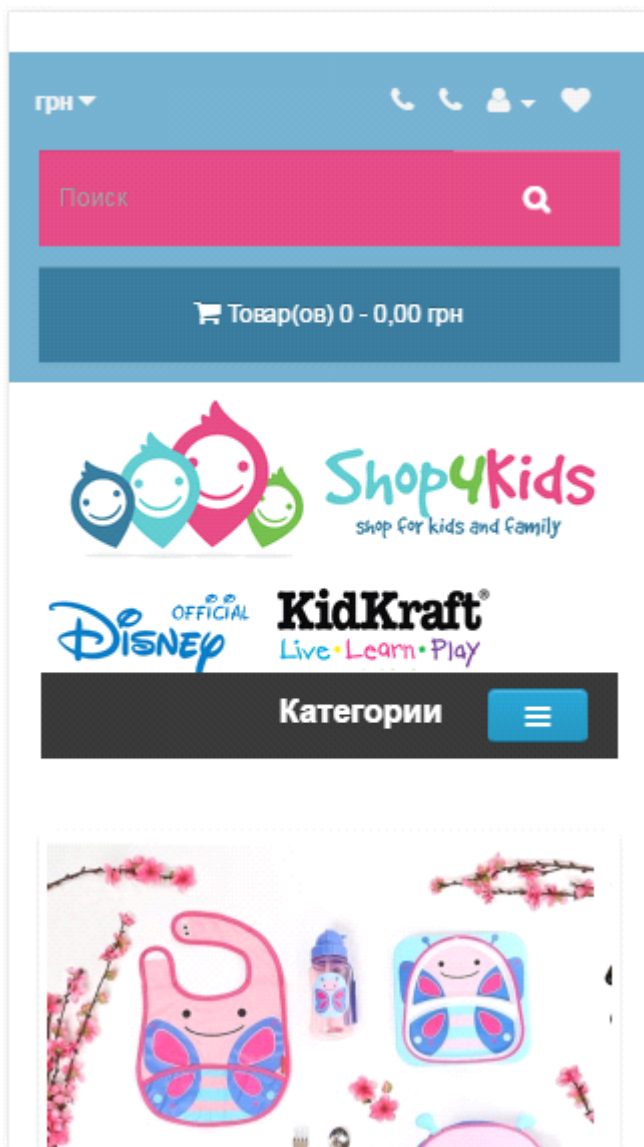 грн
Поиск
Товар(ов) 0 - 0,00 грн
Shop4Kids
shop for kids and family
OFFICIAL
Disney
KidKraft®
Live•Learn•Play
Категории